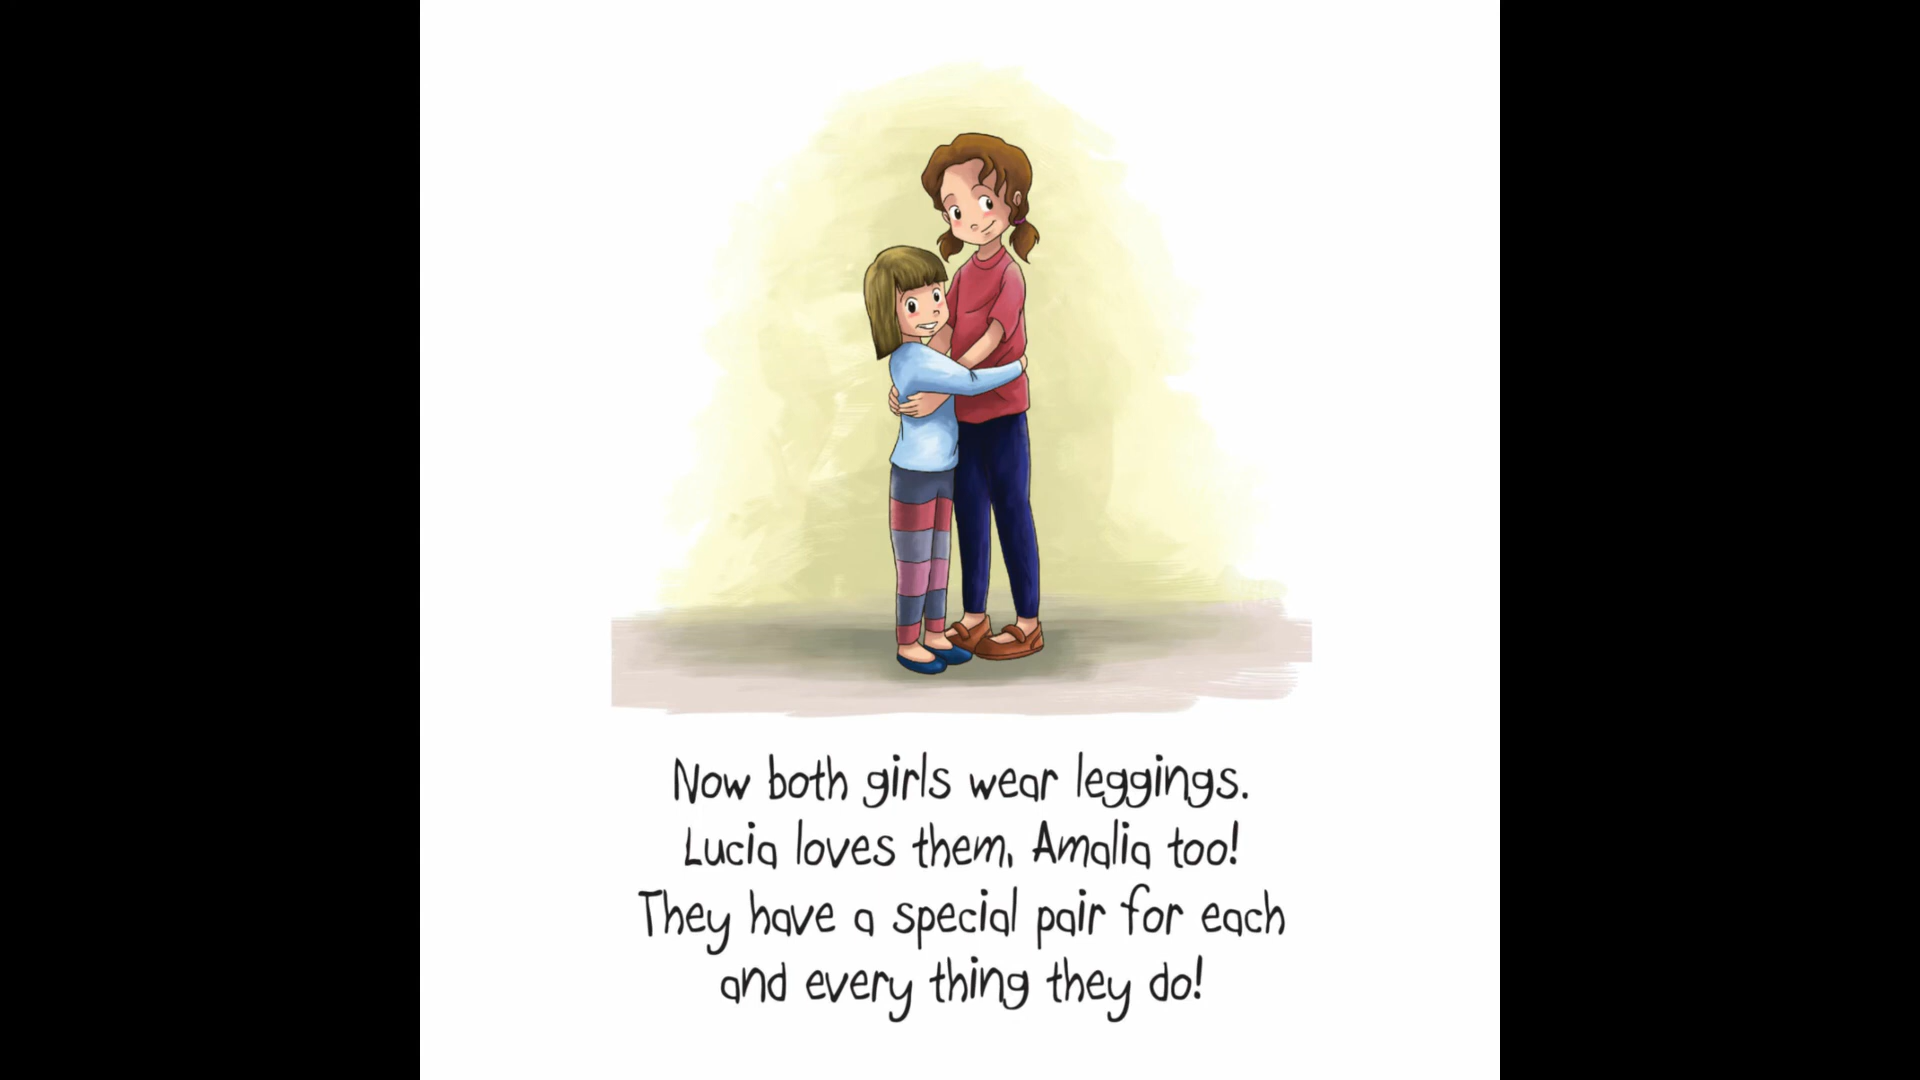 Now both girls wear leggings.
Lucia loves them, Amalia too!
They have a special pair for each
and every thing they do!